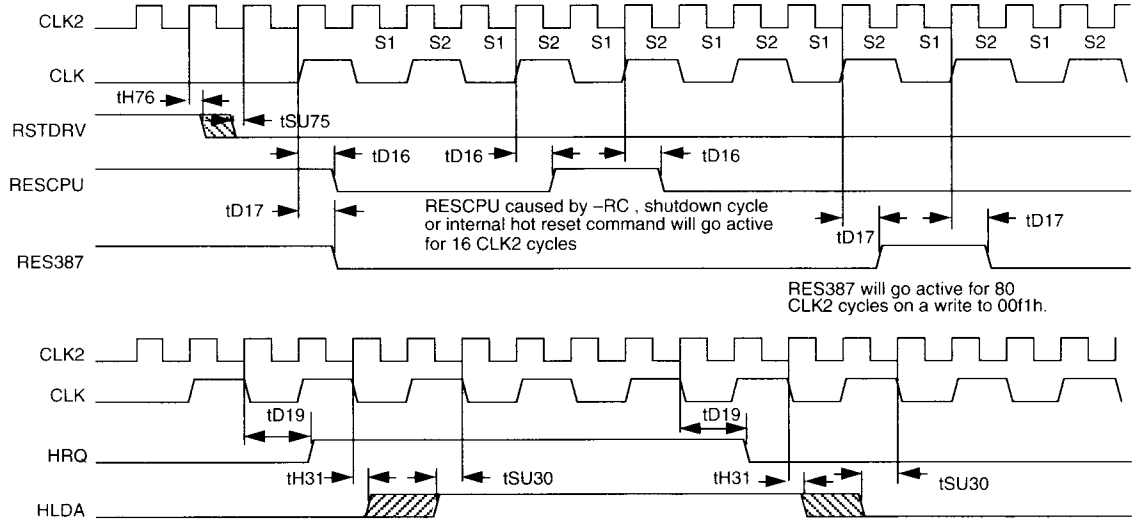 CLK2
S1 S2 S1 S2 S1 S2 S1 S2 S1 S2 S1 S2 S1 S2
CLK
tH76
tSU75
RSTDRV
tD16 tD16 tD16
RESCPU
tD17
RESCPU caused by –RC , shutdown cycle
or internal hot reset command will go active
for 16 CLK2 cycles
tD17 tD17
RES387
RES387 will go active for 80
CLK2 cycles on a write to 00f1h.
CLK2
CLK
tD19 tD19
HRQ
tH31 tSU30 tH31 tSU30
HLDA